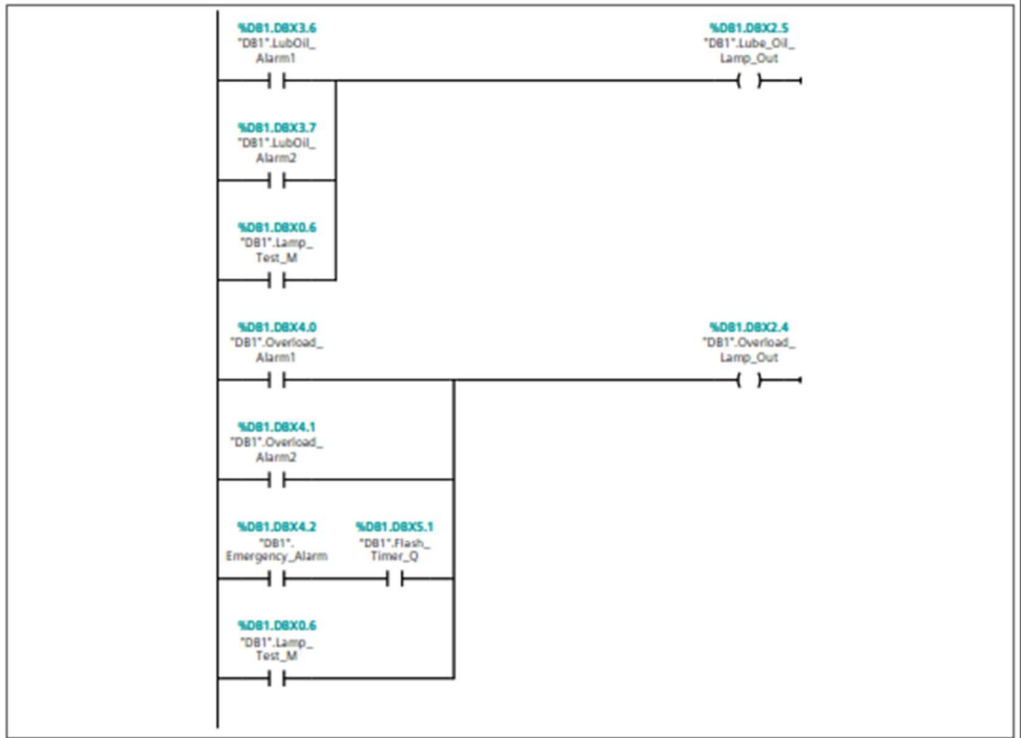 %DB1.DBX3.6
"DB1".LubOil_
Alarm1
%DB1.DBX2.5
"DB1".Lube_Oil_
Lamp_Out
%DB1.DBX3.7
"DB1".LubOil_
Alarm2
%DB1.DBX0.6
"DB1".Lamp_
Test_M
%DB1.DBX4.0
"DB1".Overload_
Alarm1
%DB1.DBX2.4
"DB1".Overload_
Lamp_Out
%DB1.DBX4.1
"DB1".Overload_
Alarm2
%DB1.DBX4.2
"DB1".
Emergency_Alarm
%DB1.DBX5.1
"DB1".Flash_
Timer_Q
%DB1.DBX0.6
"DB1".Lamp_
Test_M